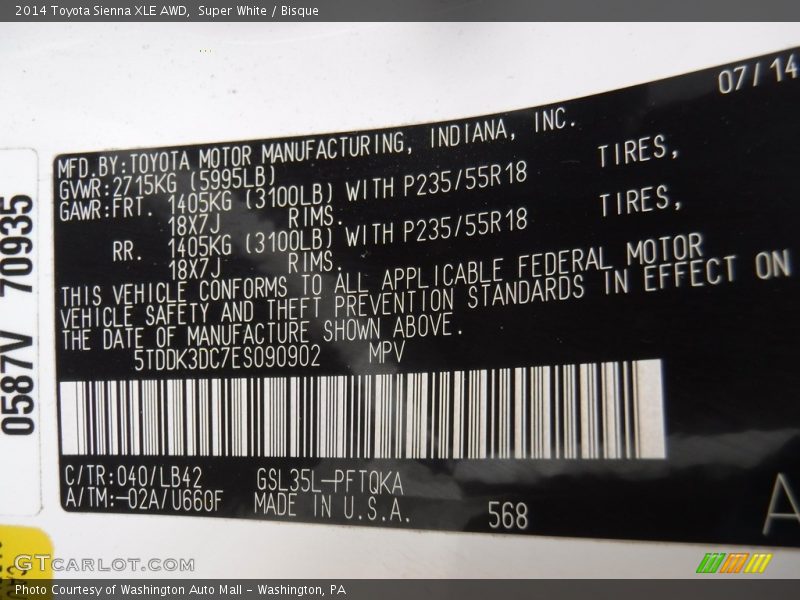 2014 Toyota Sienna XLE AWD,  Super White / Bisque
07/14
MFD.BY:TOYOTA MOTOR MANUFACTURING, INDIANA, INC.
GVWR:2715KG (5995LB)
GAWR:FRT. 1405KG (3100LB) WITH P235/55R18 TIRES,
18X7J RIMS.
RR. 1405KG (3100LB) WITH P235/55R18 TIRES,
18X7J RIMS.
THIS VEHICLE CONFORMS TO ALL APPLICABLE FEDERAL MOTOR
VEHICLE SAFETY AND THEFT PREVENTION STANDARDS IN EFFECT ON
THE DATE OF MANUFACTURE SHOWN ABOVE.
5TDDK3DC7ES090902 MPV
C/TR:040/LB42 GSL35L-PFTQKA
A/TM:-02A/U660F MADE IN U.S.A. 568
A
0587V 70935
GTCARLOT.COM
Photo Courtesy of Washington Auto Mall - Washington, PA